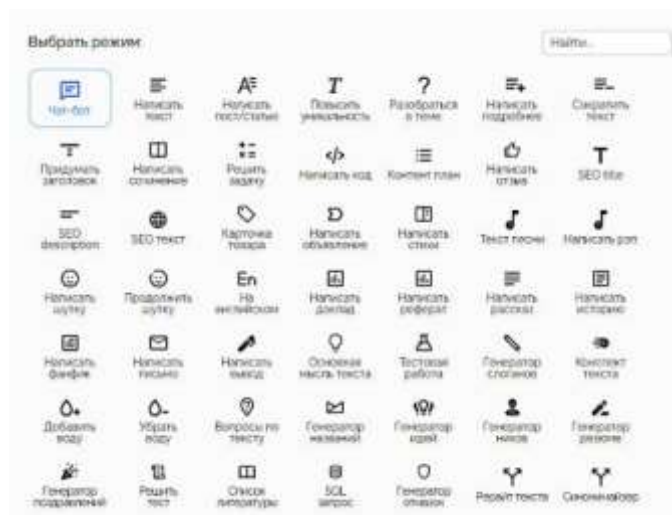 Выбрать режим
Найти...
Чат-бот
Написать текст
Написать пост/статью
Повысить уникальность
Разобраться в теме
Написать подробнее
Сократить текст
Придумать заголовок
Написать сочинение
Решить задачу
Написать код
Контент план
Написать отзыв
SEO title
SEO description
SEO текст
Карточка товара
Написать объявление
Написать стихи
Текст песни
Написать рэп
Написать шутку
Продолжить шутку
En
На английском
Написать доклад
Написать реферат
Написать рассказ
Написать историю
Написать фанфик
Написать письмо
Написать вывод
Основная мысль текста
Тестовая работа
Генератор слоганов
Конспект текста
Добавить воду
Убрать воду
Вопросы по тексту
Генератор названий
Генератор идей
Генератор ников
Генератор резюме
Генератор поздравлений
Решить тест
Список литературы
SQL запрос
Генератор отмазок
Рерайт текста
Синонимайзер